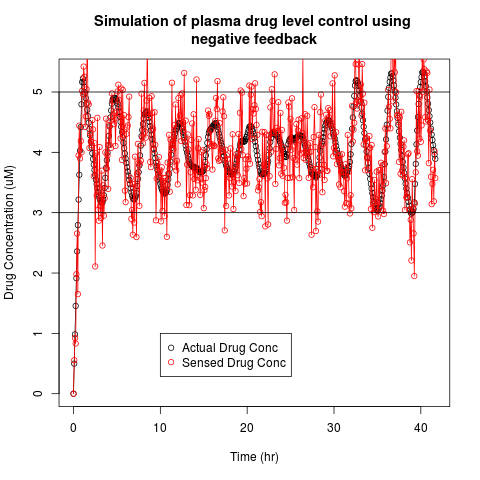 Simulation of plasma drug level control using
negative feedback
Drug Concentration (uM)
5
4
3
2
1
0
Actual Drug Conc
Sensed Drug Conc
0 10 20 30 40
Time (hr)